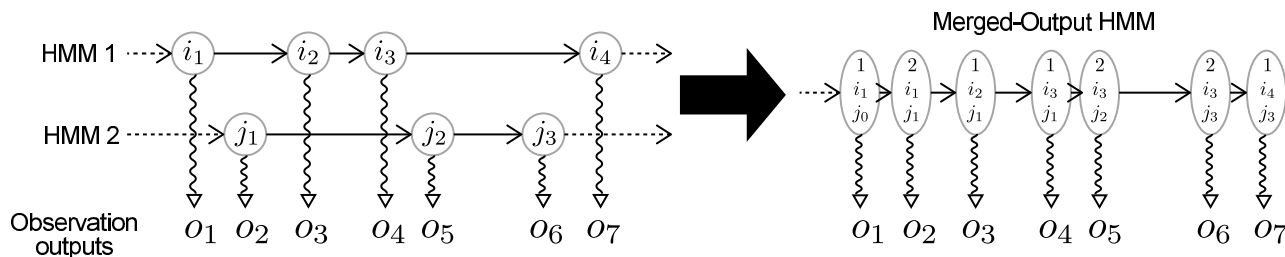 HMM 1
i₁ i₂ i₃ i₄
HMM 2
j₁ j₂ j₃
Observation
outputs
o₁ o₂ o₃ o₄ o₅ o₆ o₇
Merged-Output HMM
1 2 1 1 2 2 1
i₁ i₁ i₂ i₃ i₃ i₃ i₄
j₀ j₁ j₁ j₁ j₂ j₃ j₃
o₁ o₂ o₃ o₄ o₅ o₆ o₇